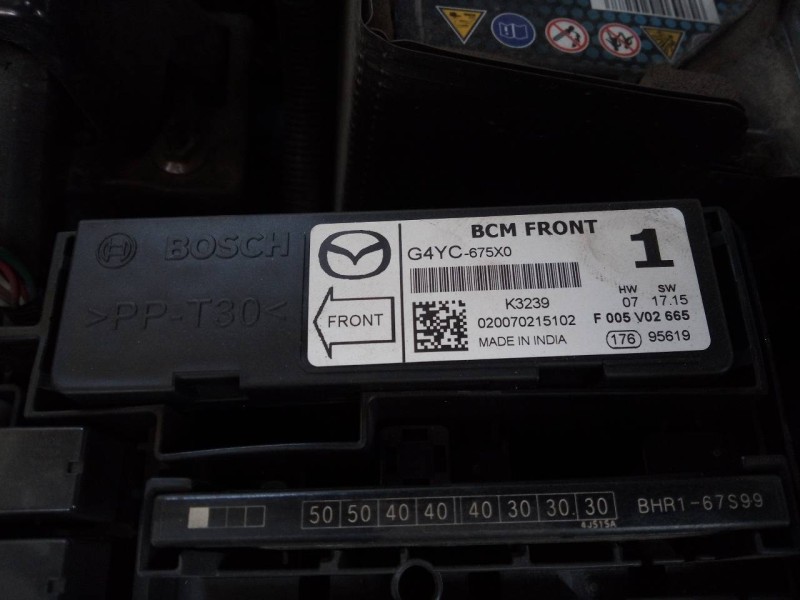 BOSCH
>PP-T30<
BCM FRONT
G4YC-675X0
1
FRONT
K3239
020070215102
MADE IN INDIA
HW SW
07 17.15
F 005 V02 665
176 95619
50 50 40 40 40 30 30 30
4J515A
BHR1-67S99